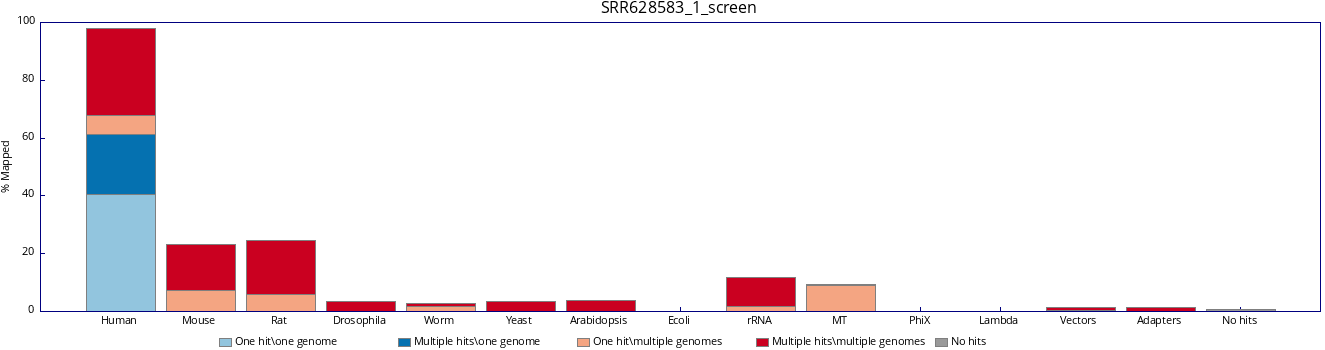 SRR628583_1_screen
100
80
60
40
20
0
% Mapped
Human Mouse Rat Drosophila Worm Yeast Arabidopsis Ecoli rRNA MT PhiX Lambda Vectors Adapters No hits
One hit\one genome Multiple hits\one genome One hit\multiple genomes Multiple hits\multiple genomes No hits